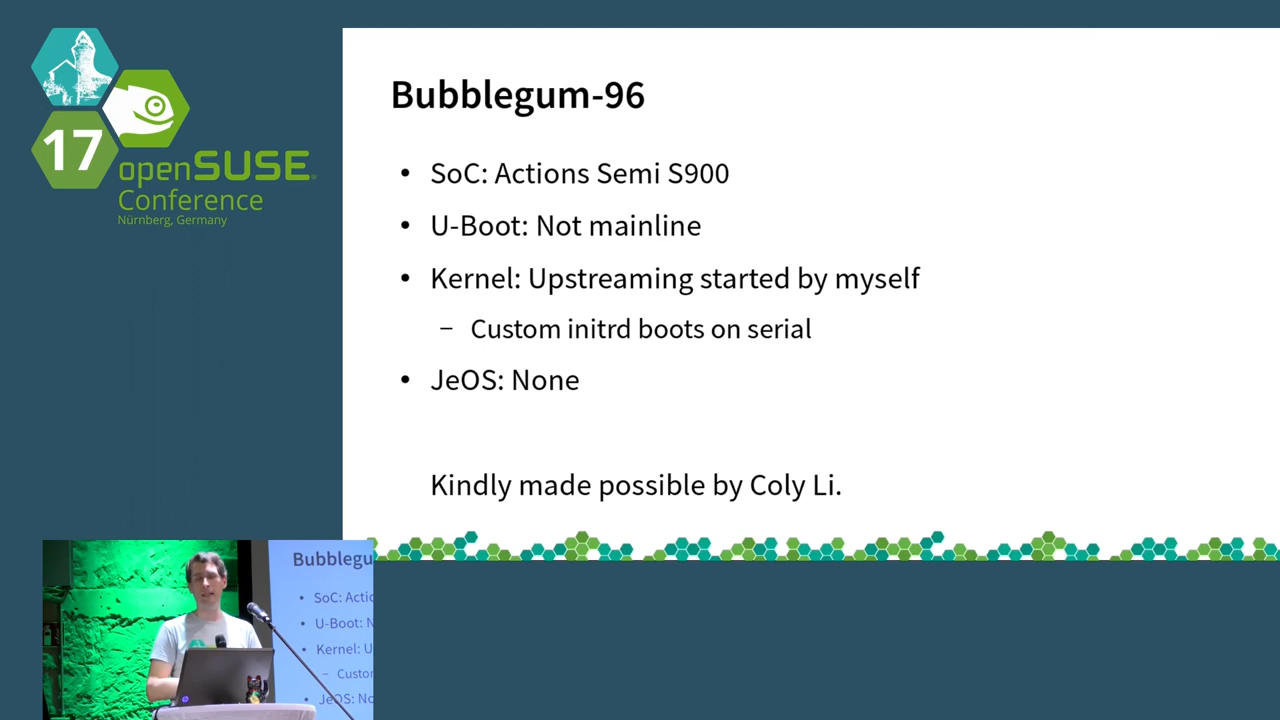 17
openSUSE
Conference
Nürnberg, Germany
Bubblegum-96
• SoC: Actions Semi S900
• U-Boot: Not mainline
• Kernel: Upstreaming started by myself
– Custom initrd boots on serial
• JeOS: None
Kindly made possible by Coly Li.
Bubblegu
• SoC: Actic
• U-Boot: N
• Kernel: U
– Custor
• JeOS: No